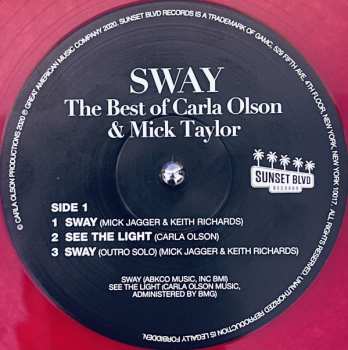 © CARLA OLSON PRODUCTIONS 2020 ℗ GREAT AMERICAN MUSIC COMPANY 2020. SUNSET BLVD RECORDS IS A TRADEMARK OF GAMC, 529 FIFTH AVE, 4TH FLOOR, NEW YORK, NEW YORK 10017. ALL RIGHTS RESERVED. UNAUTHORIZED REPRODUCTION IS LEGALLY FORBIDDEN.
SWAY
The Best of Carla Olson
& Mick Taylor
SUNSET BLVD
RECORDS
SIDE 1
1 SWAY (MICK JAGGER & KEITH RICHARDS)
2 SEE THE LIGHT (CARLA OLSON)
3 SWAY (OUTRO SOLO) (MICK JAGGER & KEITH RICHARDS)
SWAY (ABKCO MUSIC, INC BMI)
SEE THE LIGHT (CARLA OLSON MUSIC,
ADMINISTERED BY BMG)